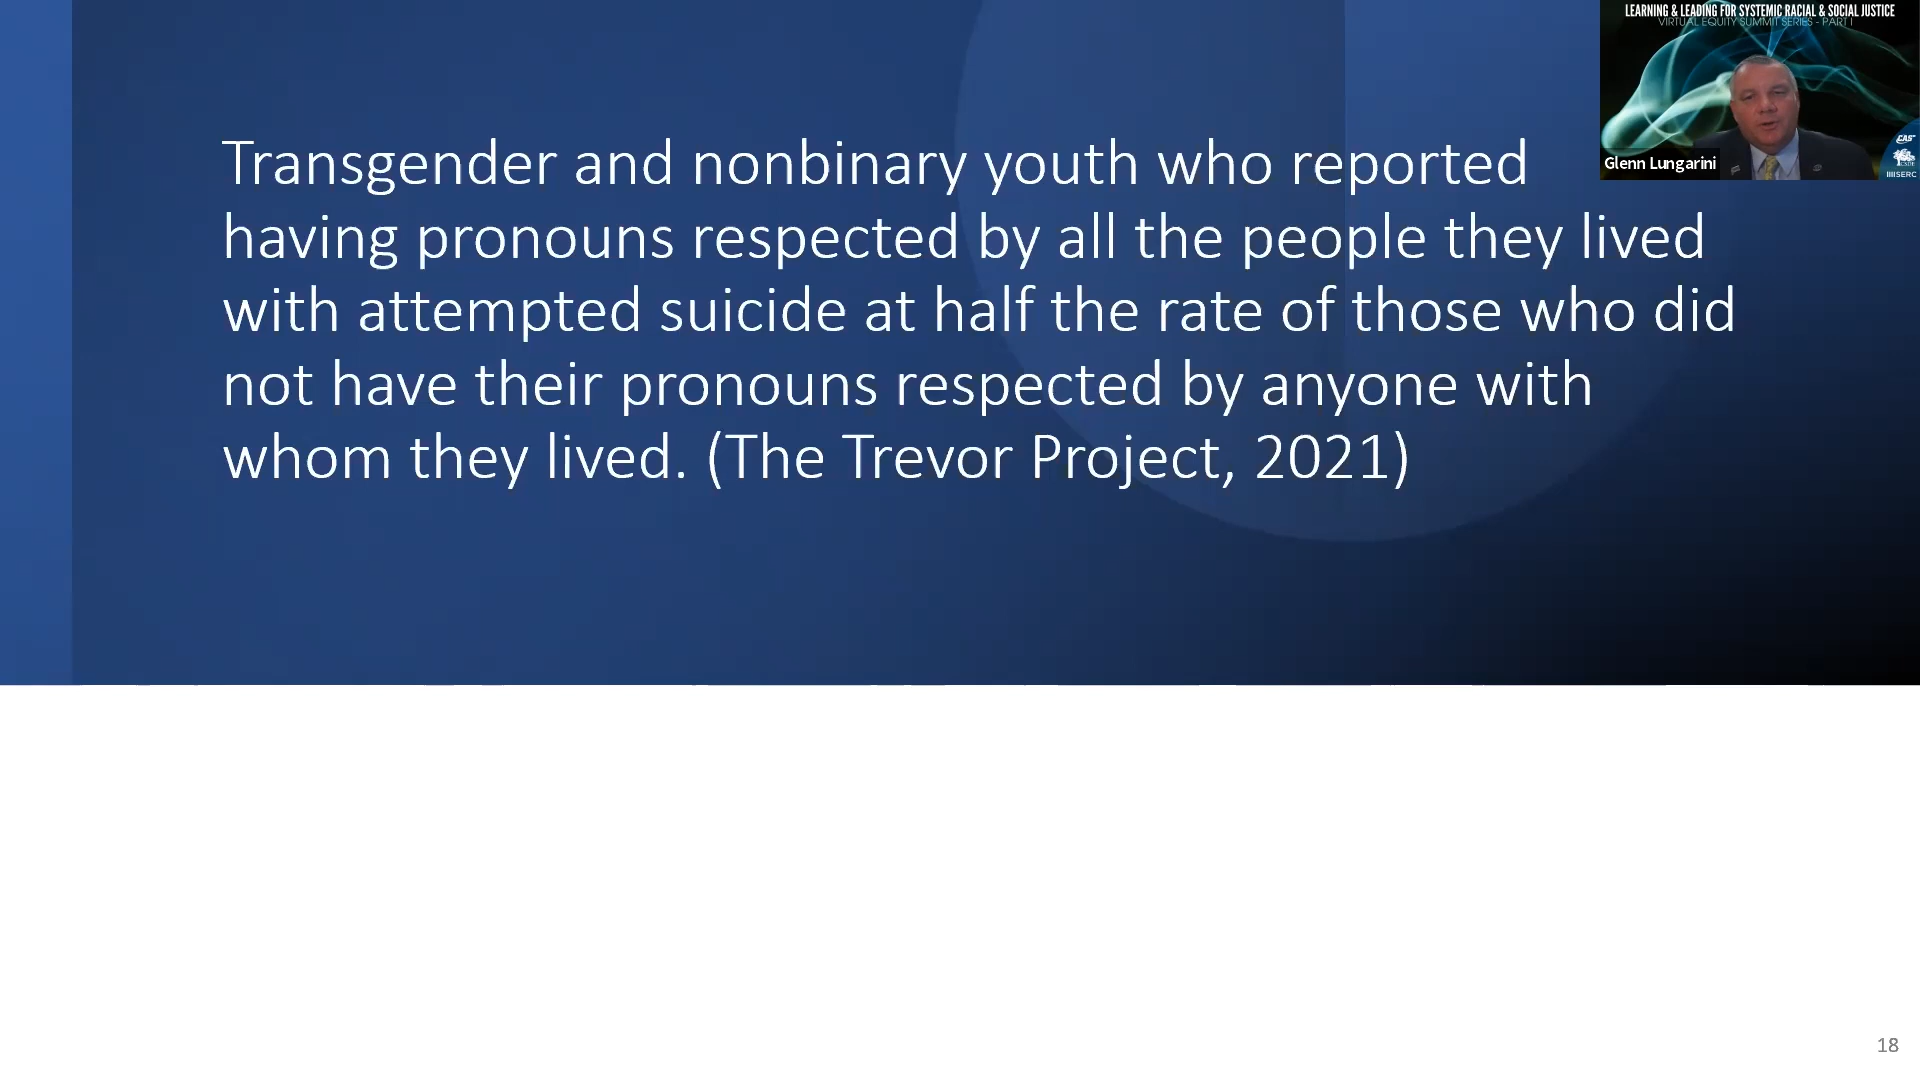 LEARNING & LEADING FOR SYSTEMIC RACIAL & SOCIAL JUSTICE
VIRTUAL EQUITY SUMMIT SERIES - PART I
Transgender and nonbinary youth who reported
having pronouns respected by all the people they lived
with attempted suicide at half the rate of those who did
not have their pronouns respected by anyone with
whom they lived. (The Trevor Project, 2021)
CAS
SERC
Glenn Lungarini
18